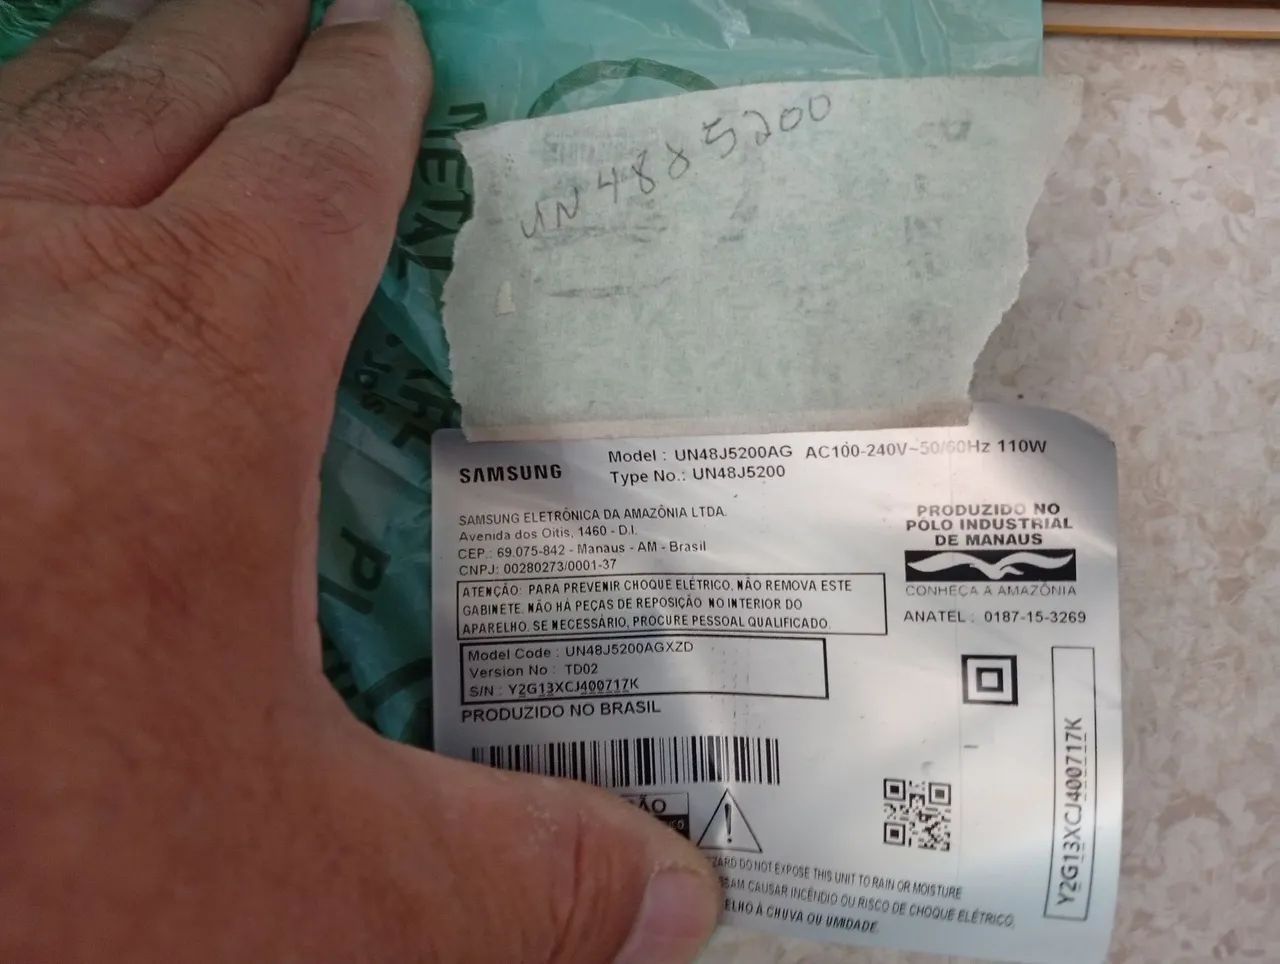 UN4885200
SAMSUNG
Model : UN48J5200AG AC100-240V~50/60Hz 110W
Type No.: UN48J5200
SAMSUNG ELETRÔNICA DA AMAZÔNIA LTDA.
Avenida dos Oitis, 1460 - D.I.
CEP.: 69.075-842 - Manaus - AM - Brasil
CNPJ: 00280273/0001-37
PRODUZIDO NO
PÓLO INDUSTRIAL
DE MANAUS
CONHEÇA A AMAZÔNIA
ANATEL : 0187-15-3269
ATENÇÃO: PARA PREVENIR CHOQUE ELÉTRICO, NÃO REMOVA ESTE
GABINETE. NÃO HÁ PEÇAS DE REPOSIÇÃO NO INTERIOR DO
APARELHO. SE NECESSÁRIO, PROCURE PESSOAL QUALIFICADO.
Model Code : UN48J5200AGXZD
Version No : TD02
S/N : Y2G13XCJ400717K
PRODUZIDO NO BRASIL
Y2G13XCJ400717K
DO NOT EXPOSE THIS UNIT TO RAIN OR MOISTURE
CAUSAR INCÊNDIO OU RISCO DE CHOQUE ELÉTRICO,
À CHUVA OU UMIDADE.
METAL